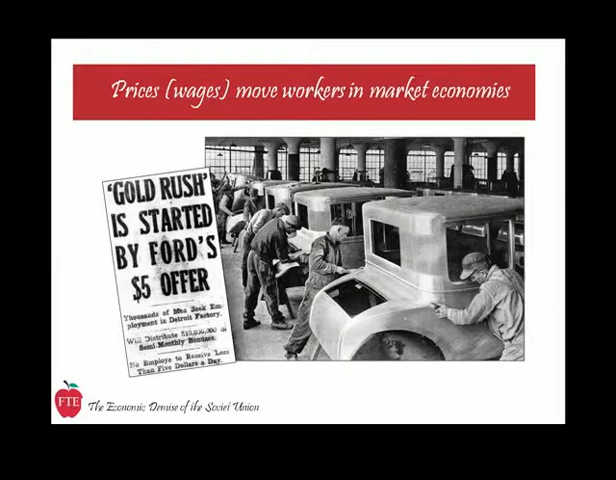 Prices (wages) move workers in market economies
'GOLD RUSH'
IS STARTED
BY FORD'S
$5 OFFER
Thousands of Men Seek Em-
ployment in Detroit Factory.
Will Distribute $10,000,000 in
Semi-Monthly Bonuses.
No Employe to Receive Less
Than Five Dollars a Day.
FTE
The Economic Demise of the Soviet Union